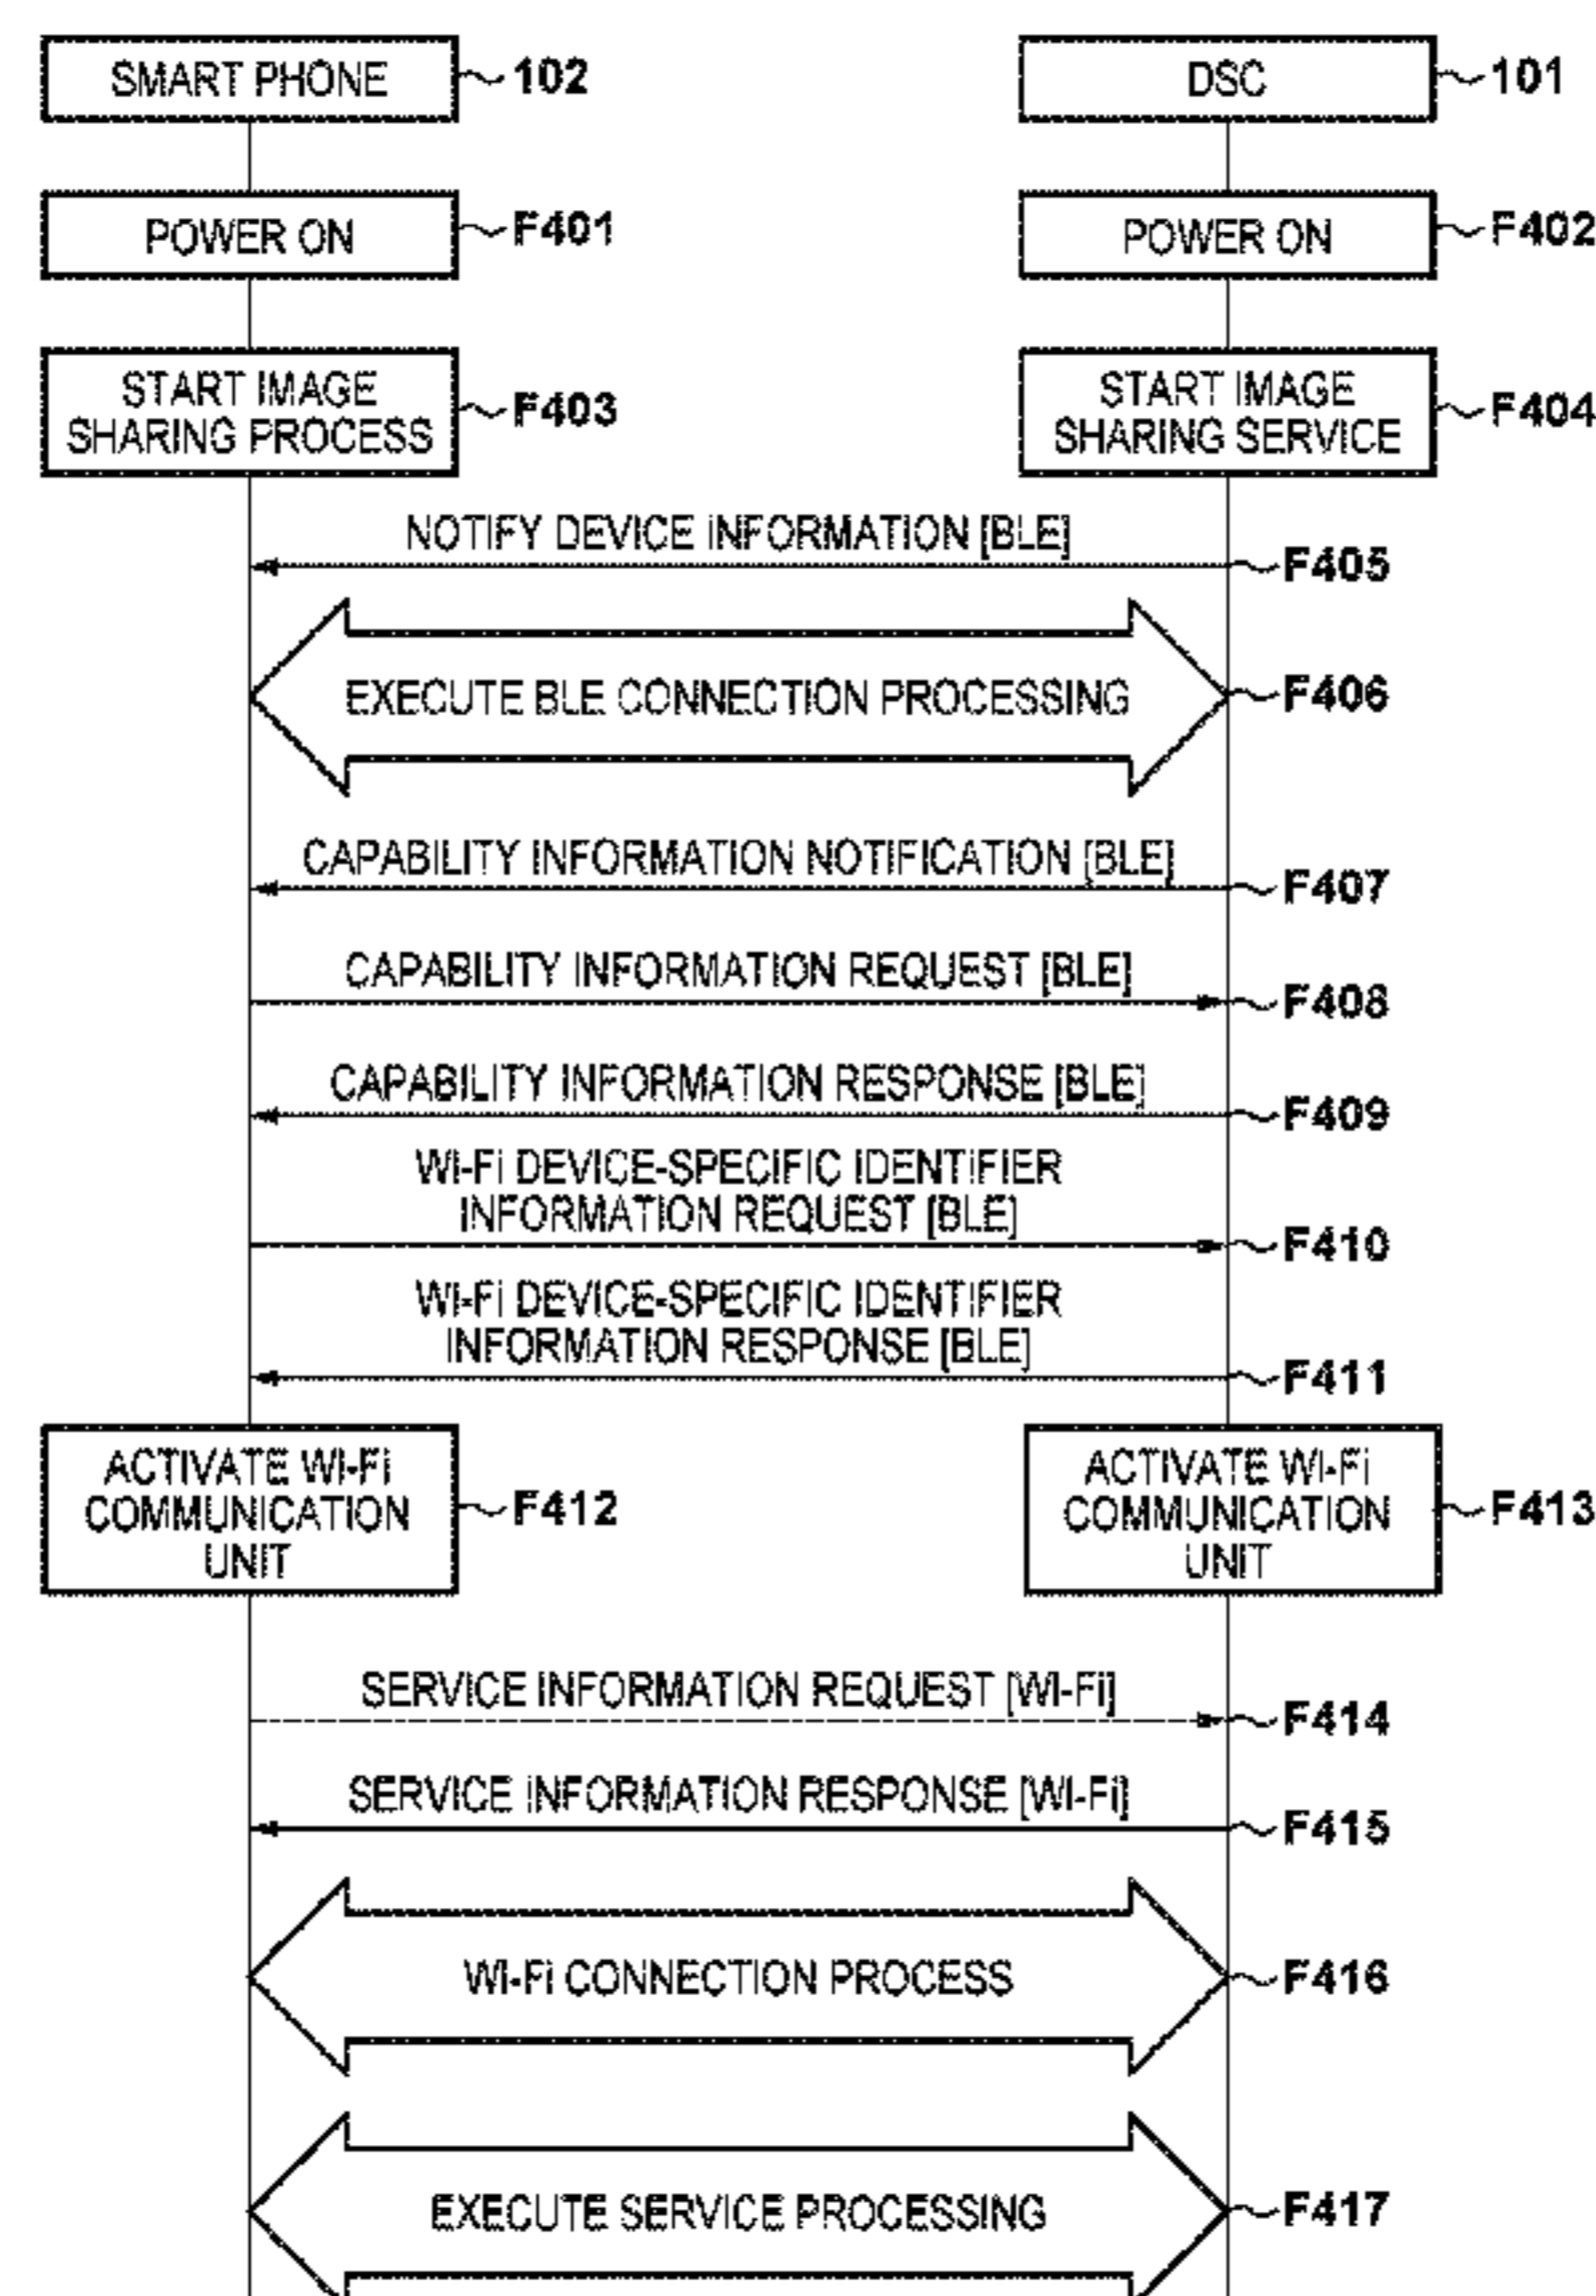 SMART PHONE
102
DSC
101
POWER ON
F401
POWER ON
F402
START IMAGE
SHARING PROCESS
F403
START IMAGE
SHARING SERVICE
F404
NOTIFY DEVICE INFORMATION [BLE]
F405
EXECUTE BLE CONNECTION PROCESSING
F406
CAPABILITY INFORMATION NOTIFICATION [BLE]
F407
CAPABILITY INFORMATION REQUEST [BLE]
F408
CAPABILITY INFORMATION RESPONSE [BLE]
F409
Wi-Fi DEVICE-SPECIFIC IDENTIFIER
INFORMATION REQUEST [BLE]
F410
Wi-Fi DEVICE-SPECIFIC IDENTIFIER
INFORMATION RESPONSE [BLE]
F411
ACTIVATE Wi-Fi
COMMUNICATION
UNIT
F412
ACTIVATE Wi-Fi
COMMUNICATION
UNIT
F413
SERVICE INFORMATION REQUEST [Wi-Fi]
F414
SERVICE INFORMATION RESPONSE [Wi-Fi]
F415
Wi-Fi CONNECTION PROCESS
F416
EXECUTE SERVICE PROCESSING
F417